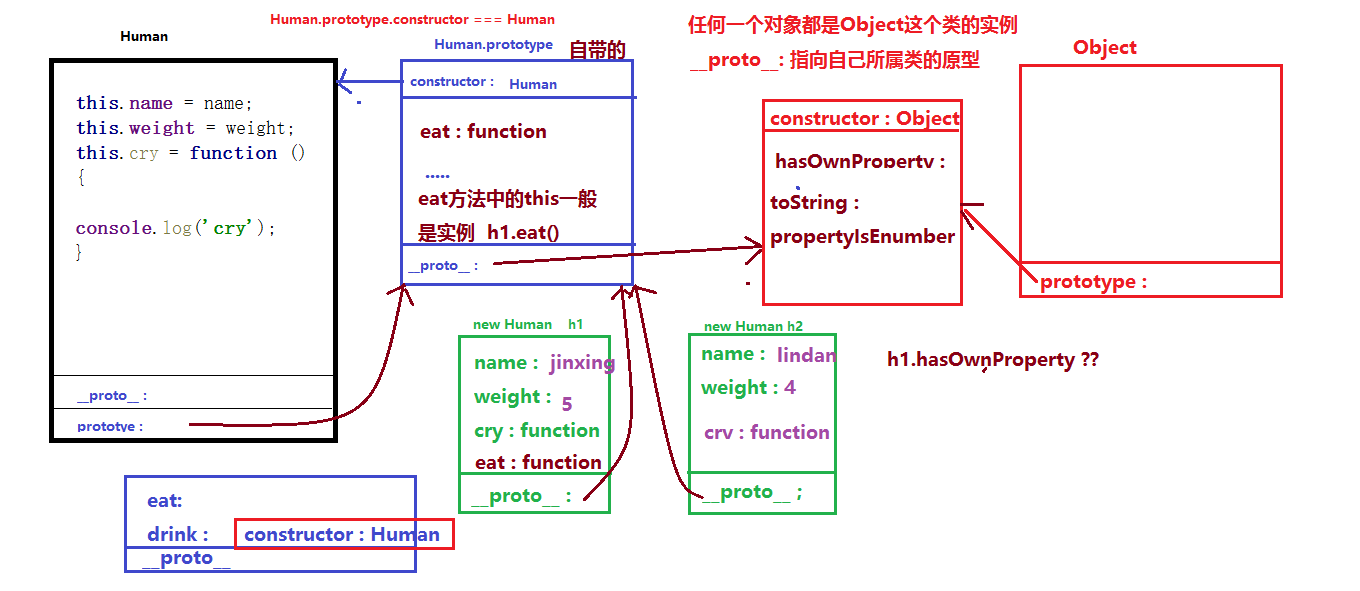 Human.prototype.constructor === Human
Human
this.name = name;
this.weight = weight;
this.cry = function ()
{
console.log('cry');
}
__proto__ :
prototye :
Human.prototype
自带的
constructor : Human
eat : function
.....
eat方法中的this一般
是实例 h1.eat()
__proto__ :
任何一个对象都是Object这个类的实例
__proto__: 指向自己所属类的原型
constructor : Object
hasOwnProperty :
toString :
propertyIsEnumber
Object
prototype :
new Human h1
name : jinxing
weight : 5
cry : function
eat : function
__proto__ :
new Human h2
name : lindan
weight : 4
cry : function
__proto__ ;
h1.hasOwnProperty ??
eat:
drink :
constructor : Human
__proto__